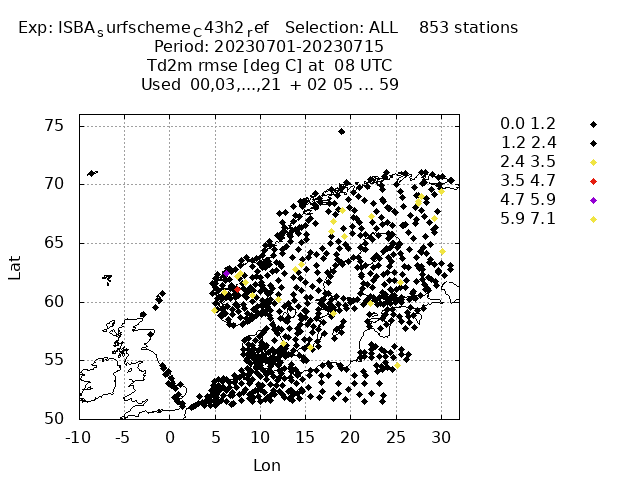 Exp: ISBA_surfscheme_C43h2_ref Selection: ALL 853 stations
Period: 20230701-20230715
Td2m rmse [deg C] at 08 UTC
Used 00,03,...,21 + 02 05 ... 59
75
70
65
60
55
50
-10 -5 0 5 10 15 20 25 30
Lat
Lon
0.0 1.2
1.2 2.4
2.4 3.5
3.5 4.7
4.7 5.9
5.9 7.1